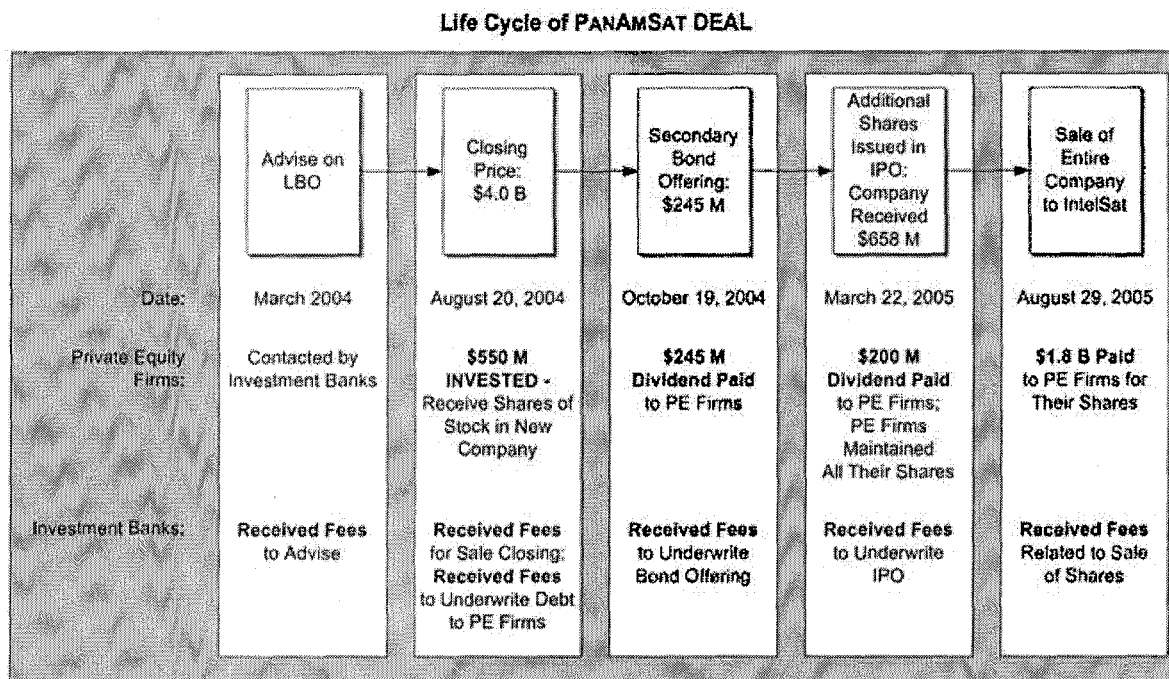 Life Cycle of PANAMSAT DEAL
Advise on
LBO
Closing
Price:
$4.0 B
Secondary
Bond
Offering:
$245 M
Additional
Shares
Issued in
IPO:
Company
Received
$658 M
Sale of
Entire
Company
to IntelSat
Date:
March 2004
August 20, 2004
October 19, 2004
March 22, 2005
August 29, 2005
Private Equity
Firms:
Contacted by
Investment Banks
$550 M
INVESTED -
Receive Shares of
Stock in New
Company
$245 M
Dividend Paid
to PE Firms
$200 M
Dividend Paid
to PE Firms;
PE Firms
Maintained
All Their Shares
$1.8 B Paid
to PE Firms for
Their Shares
Investment Banks:
Received Fees
to Advise
Received Fees
for Sale Closing;
Received Fees
to Underwrite Debt
to PE Firms
Received Fees
to Underwrite
Bond Offering
Received Fees
to Underwrite
IPO
Received Fees
Related to Sale
of Shares